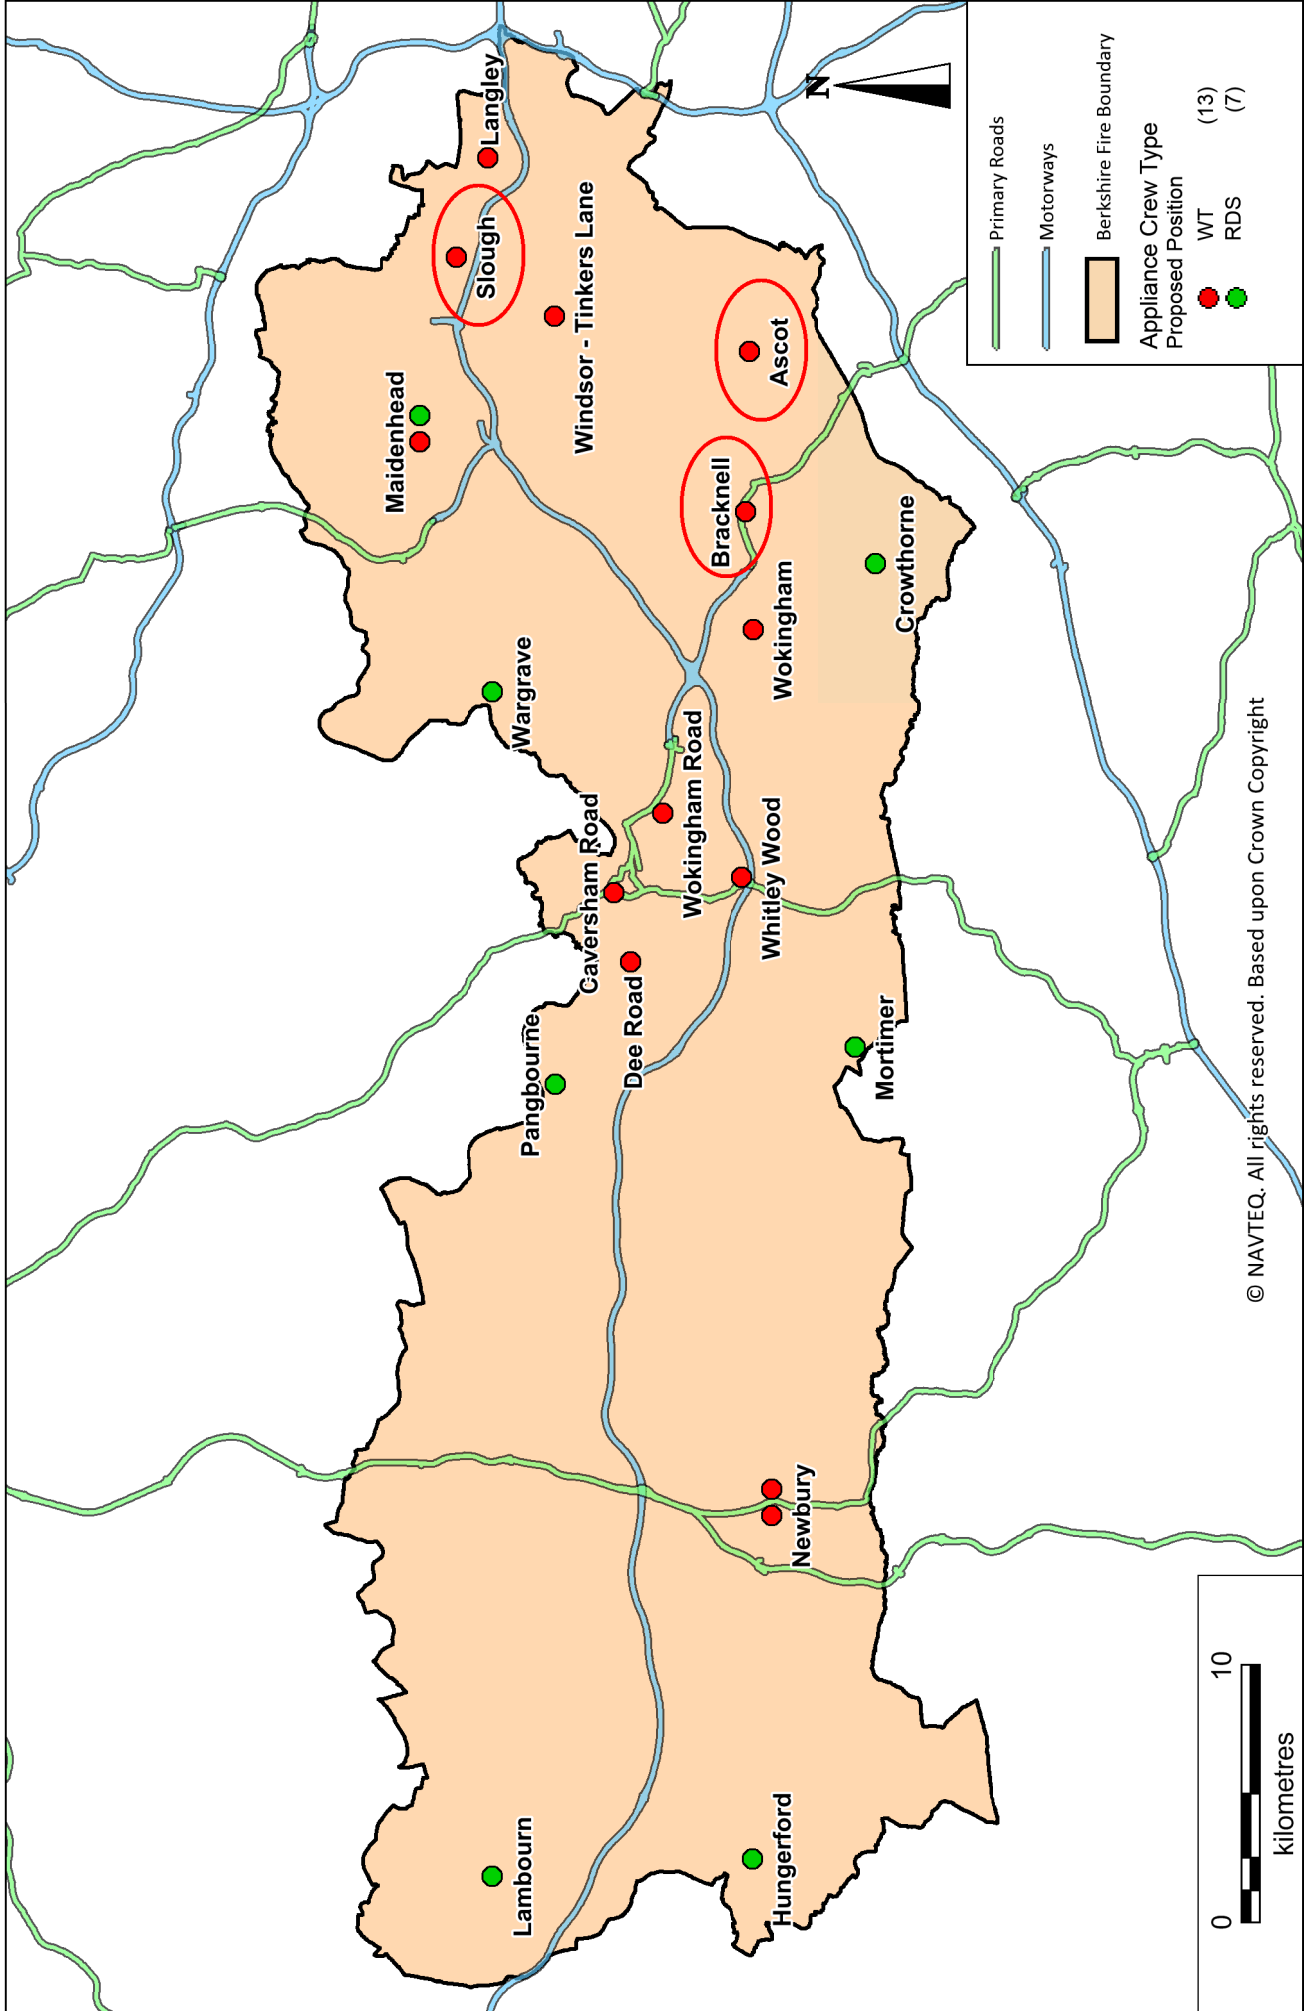 Langley
Slough
Windsor - Tinkers Lane
Maidenhead
Ascot
Bracknell
Crowthorne
Wokingham
Wargrave
Wokingham Road
Caversham Road
Whitley Wood
Dee Road
Pangbourne
Mortimer
Newbury
Lambourn
Hungerford
N
Primary Roads
Motorways
Berkshire Fire Boundary
Appliance Crew Type
Proposed Position
WT (13)
RDS (7)
© NAVTEQ. All rights reserved. Based upon Crown Copyright
0 10
kilometres